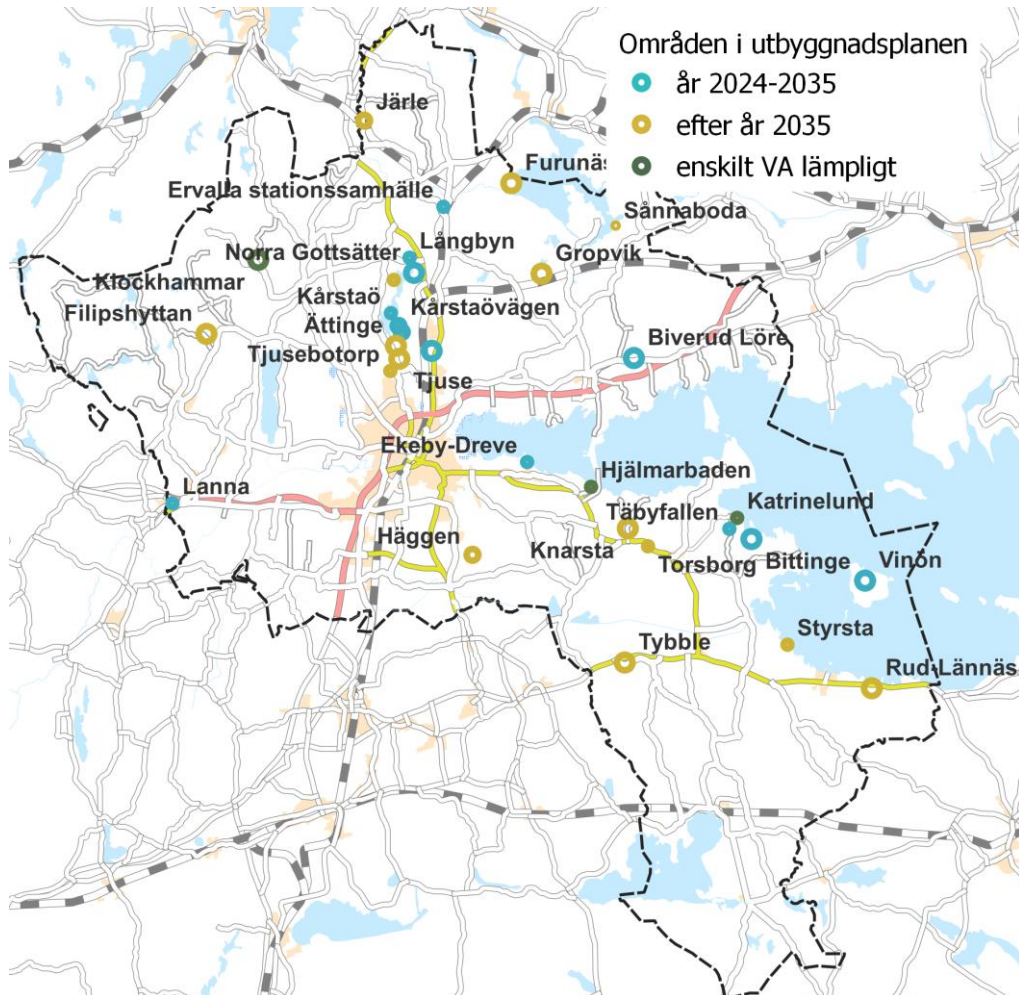 Områden i utbyggnadsplanen
år 2024-2035
efter år 2035
enskilt VA lämpligt
Järle
Furunäs
Ervalla stationssamhälle
Sånnaboda
Norra Gottsätter
Långbyn
Gropvik
Klockhammar
Kårstaö
Kårstaövägen
Filipshyttan
Ättinge
Biverud Löre
Tjusebotorp
Tjuse
Ekeby-Dreve
Hjälmarbaden
Lanna
Katrinelund
Täbyfallen
Häggen
Knarsta
Torsborg
Bittinge
Vinön
Styrsta
Tybble
Rud-Lännäs